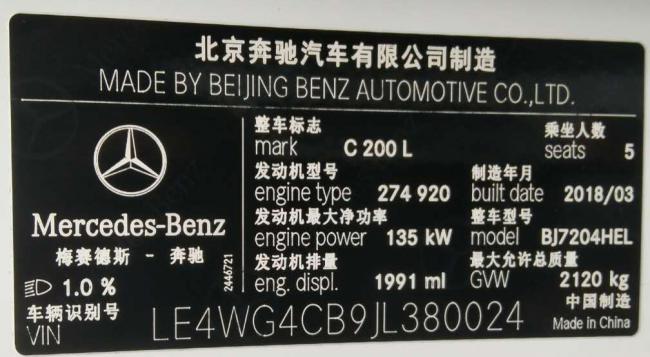 北京奔驰汽车有限公司制造
MADE BY BEIJING BENZ AUTOMOTIVE CO.,LTD.
整车标志 乘坐人数
mark C 200 L seats 5
发动机型号 制造年月
engine type 274 920 built date 2018/03
发动机最大净功率 整车型号
engine power 135 kW model BJ7204HEL
发动机排量 最大允许总质量
eng. displ. 1991 ml GVW 2120 kg
Mercedes-Benz
梅赛德斯 - 奔驰
2446721
1.0 %
车辆识别号 中国制造
VIN LE4WG4CB9JL380024 Made in China